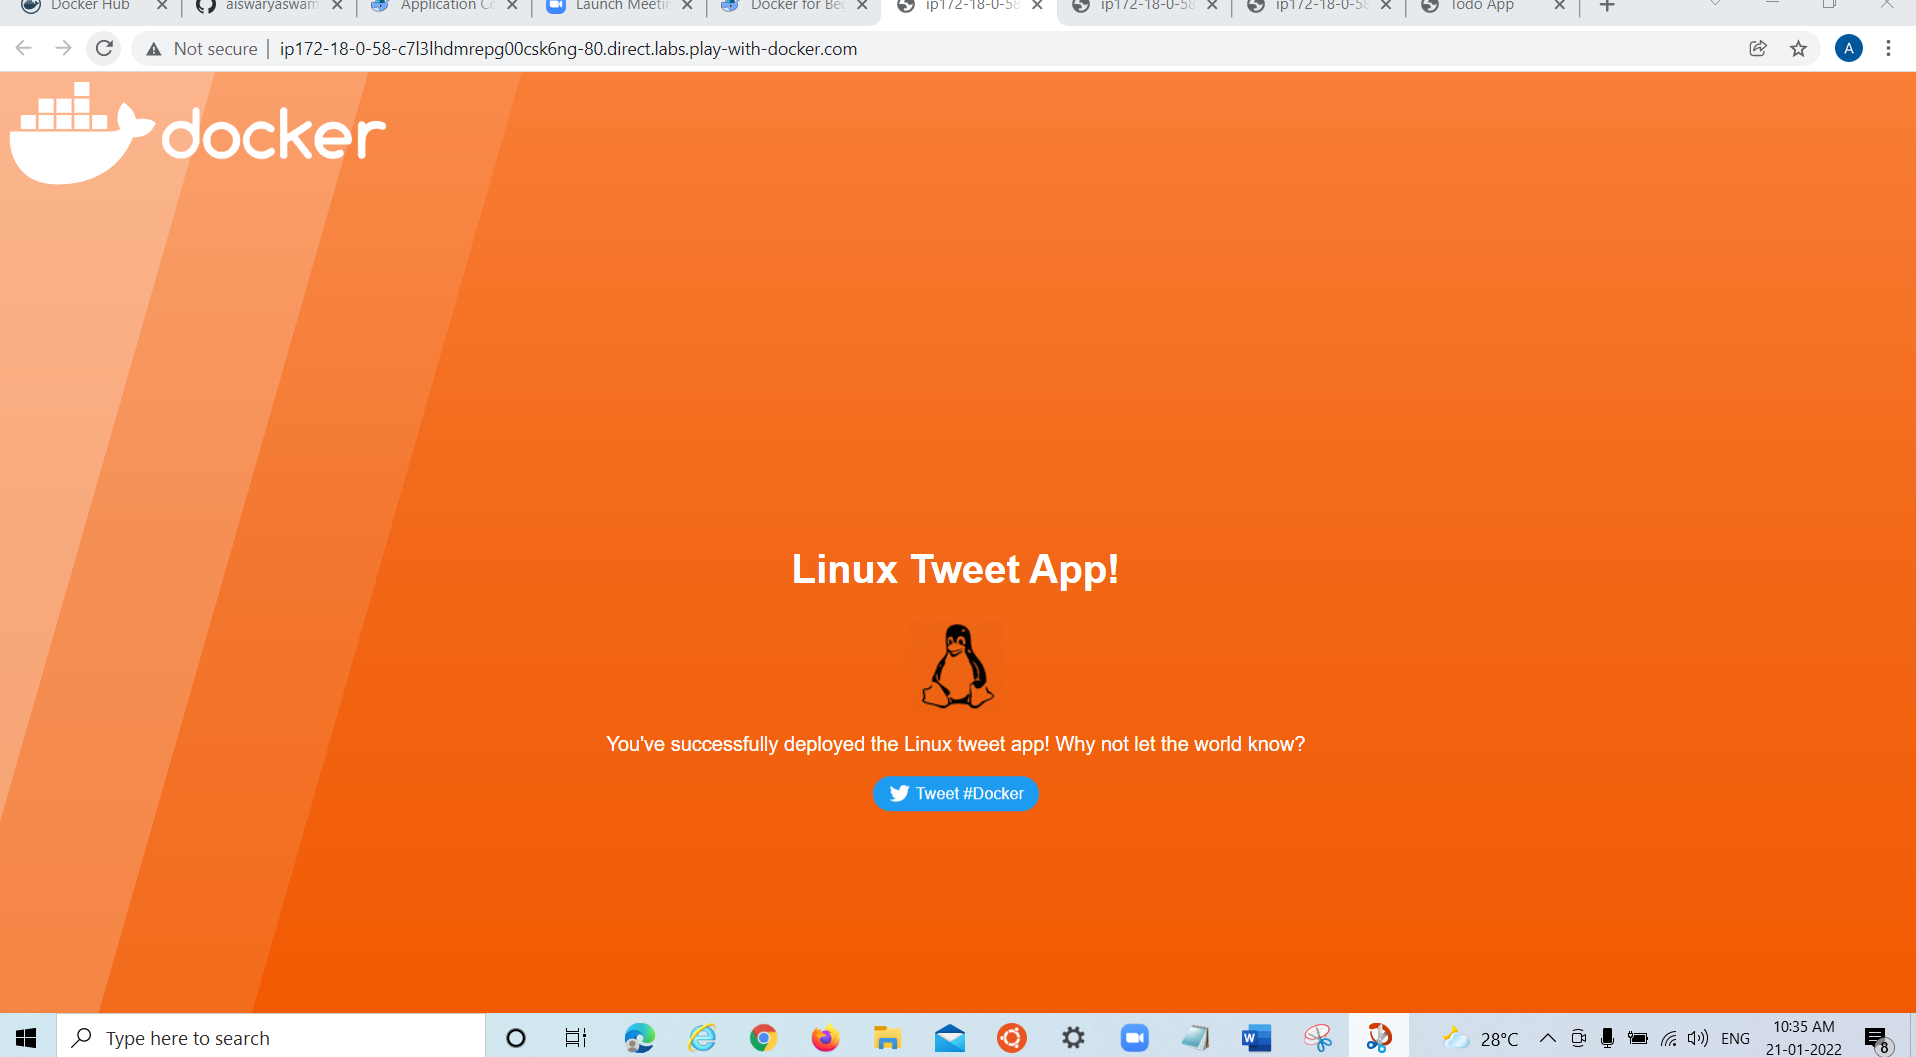 Docker Hub
aiswaryaswam
Application Co
Launch Meetin
Docker for Beg
ip172-18-0-58
ip172-18-0-58
ip172-18-0-58
Todo App
Not secure
ip172-18-0-58-c7l3lhdmrepg00csk6ng-80.direct.labs.play-with-docker.com
A
docker
Linux Tweet App!
You've successfully deployed the Linux tweet app! Why not let the world know?
Tweet #Docker
Type here to search
W
28°C
ENG
10:35 AM
21-01-2022
8